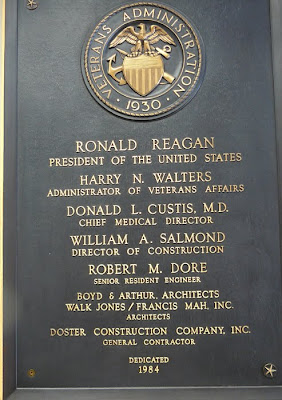 VETERANS ADMINISTRATION
1930
RONALD REAGAN
PRESIDENT OF THE UNITED STATES
HARRY N. WALTERS
ADMINISTRATOR OF VETERANS AFFAIRS
DONALD L. CUSTIS, M.D.
CHIEF MEDICAL DIRECTOR
WILLIAM A. SALMOND
DIRECTOR OF CONSTRUCTION
ROBERT M. DORE
SENIOR RESIDENT ENGINEER
BOYD & ARTHUR, ARCHITECTS
WALK JONES / FRANCIS MAH, INC.
ARCHITECTS
DOSTER CONSTRUCTION COMPANY, INC.
GENERAL CONTRACTOR
DEDICATED
1984